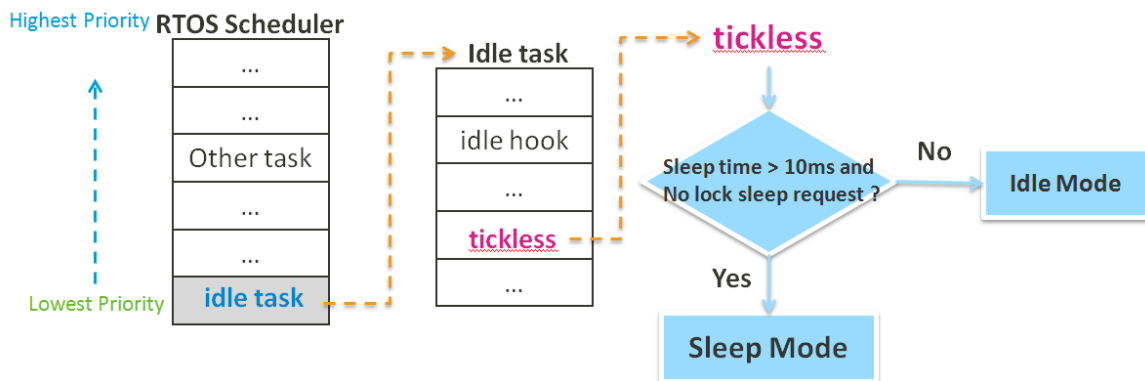 Highest Priority
RTOS Scheduler
...
...
Other task
...
...
idle task
Lowest Priority
Idle task
...
idle hook
...
tickless
...
tickless
Sleep time > 10ms and
No lock sleep request ?
No
Idle Mode
Yes
Sleep Mode